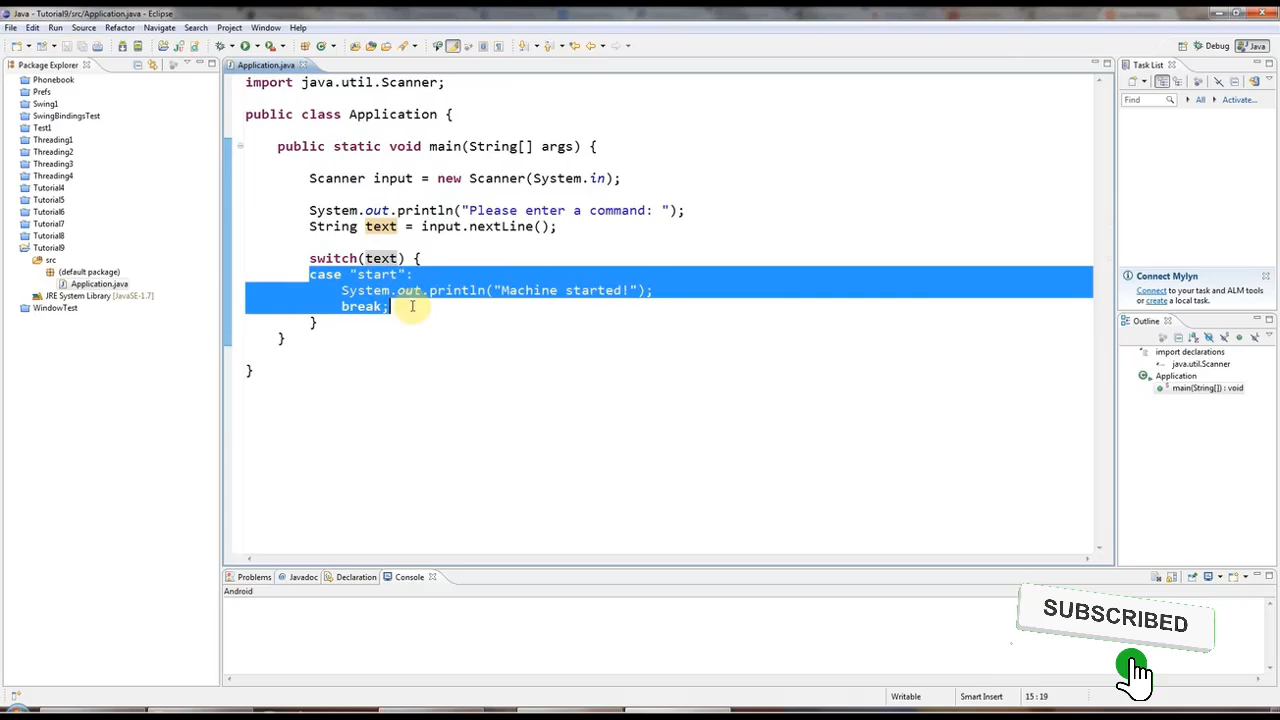 Java - Tutorial9/src/Application.java - Eclipse
File Edit Refactor Source Navigate Search Project Run Window Help
Debug Java
Package Explorer
Phonebook
Prefs
Swing1
SwingBindingsTest
Test1
Threading1
Threading2
Threading3
Threading4
Tutorial4
Tutorial5
Tutorial6
Tutorial7
Tutorial8
Tutorial9
src
(default package)
Application.java
JRE System Library [JavaSE-1.7]
WindowTest
Application.java
import java.util.Scanner;
public class Application {
public static void main(String[] args) {
Scanner input = new Scanner(System.in);
System.out.println("Please enter a command: ");
String text = input.nextLine();
switch(text) {
case "start":
System.out.println("Machine started!");
break;
}
}
}
Task List
Find All Activate...
Connect Mylyn
Connect to your task and ALM tools or create a local task.
Outline
import declarations
java.util.Scanner
Application
main(String[]) : void
Problems Javadoc Declaration Console
Android
SUBSCRIBED
Writable Smart Insert 15 : 19